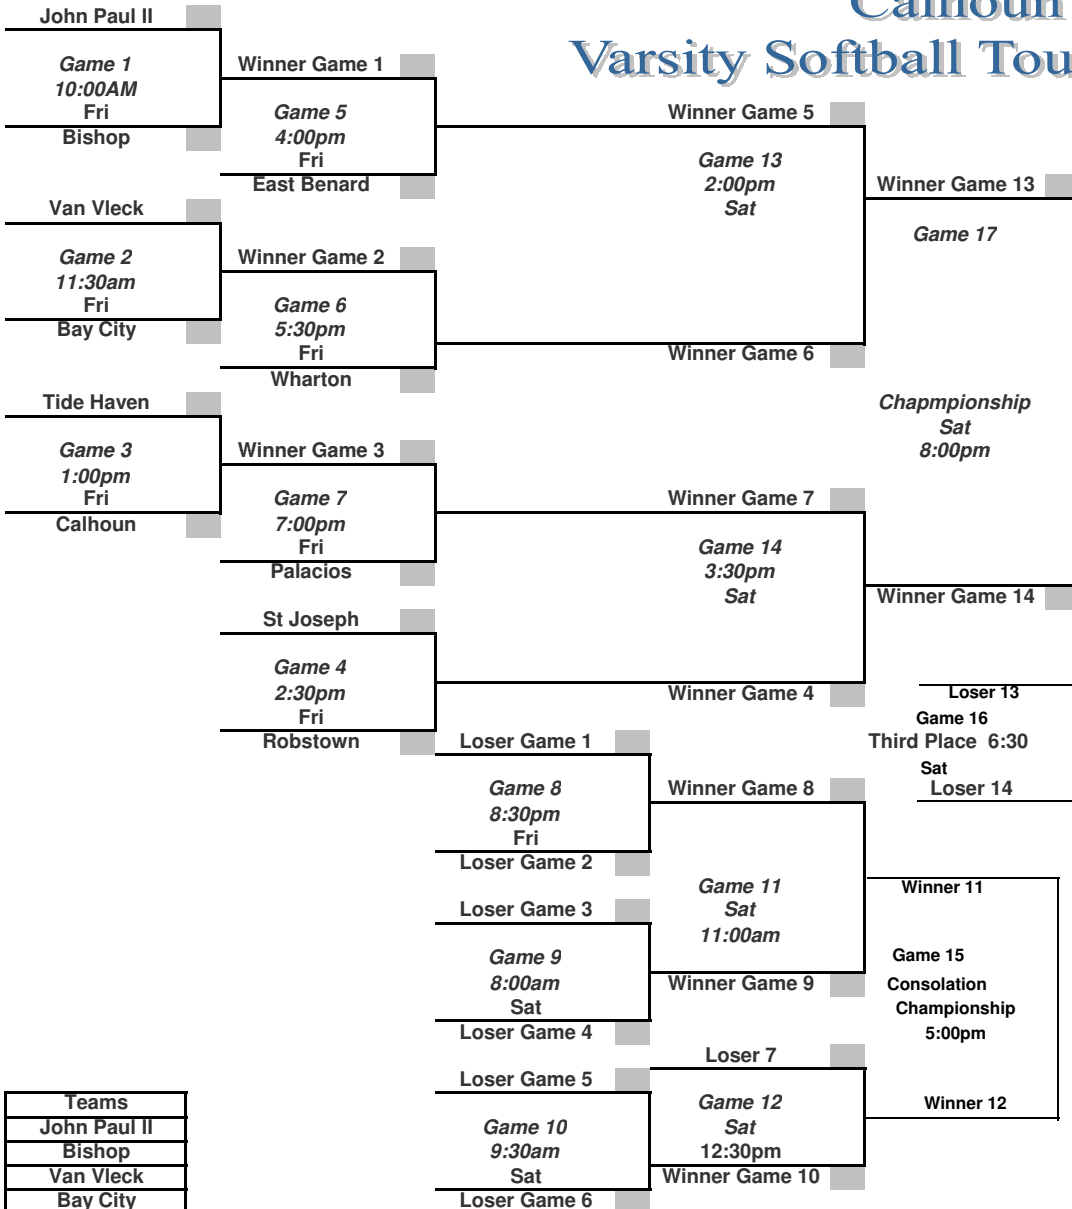 Calhoun
Varsity Softball Tou
John Paul II
Game 1
10:00AM
Fri
Bishop
Van Vleck
Game 2
11:30am
Fri
Bay City
Tide Haven
Game 3
1:00pm
Fri
Calhoun
Winner Game 1
Game 5
4:00pm
Fri
East Benard
Winner Game 2
Game 6
5:30pm
Fri
Wharton
Winner Game 3
Game 7
7:00pm
Fri
Palacios
St Joseph
Game 4
2:30pm
Fri
Robstown
Winner Game 5
Game 13
2:00pm
Sat
Winner Game 6
Winner Game 7
Game 14
3:30pm
Sat
Winner Game 4
Winner Game 13
Game 17
Chapmpionship
Sat
8:00pm
Winner Game 14
Loser 13
Game 16
Third Place 6:30
Sat
Loser 14
Loser Game 1
Game 8
8:30pm
Fri
Loser Game 2
Loser Game 3
Game 9
8:00am
Sat
Loser Game 4
Loser Game 5
Game 10
9:30am
Sat
Loser Game 6
Winner Game 8
Game 11
Sat
11:00am
Winner Game 9
Loser 7
Game 12
Sat
12:30pm
Winner Game 10
Winner 11
Game 15
Consolation
Championship
5:00pm
Winner 12
Teams
John Paul II
Bishop
Van Vleck
Bay City